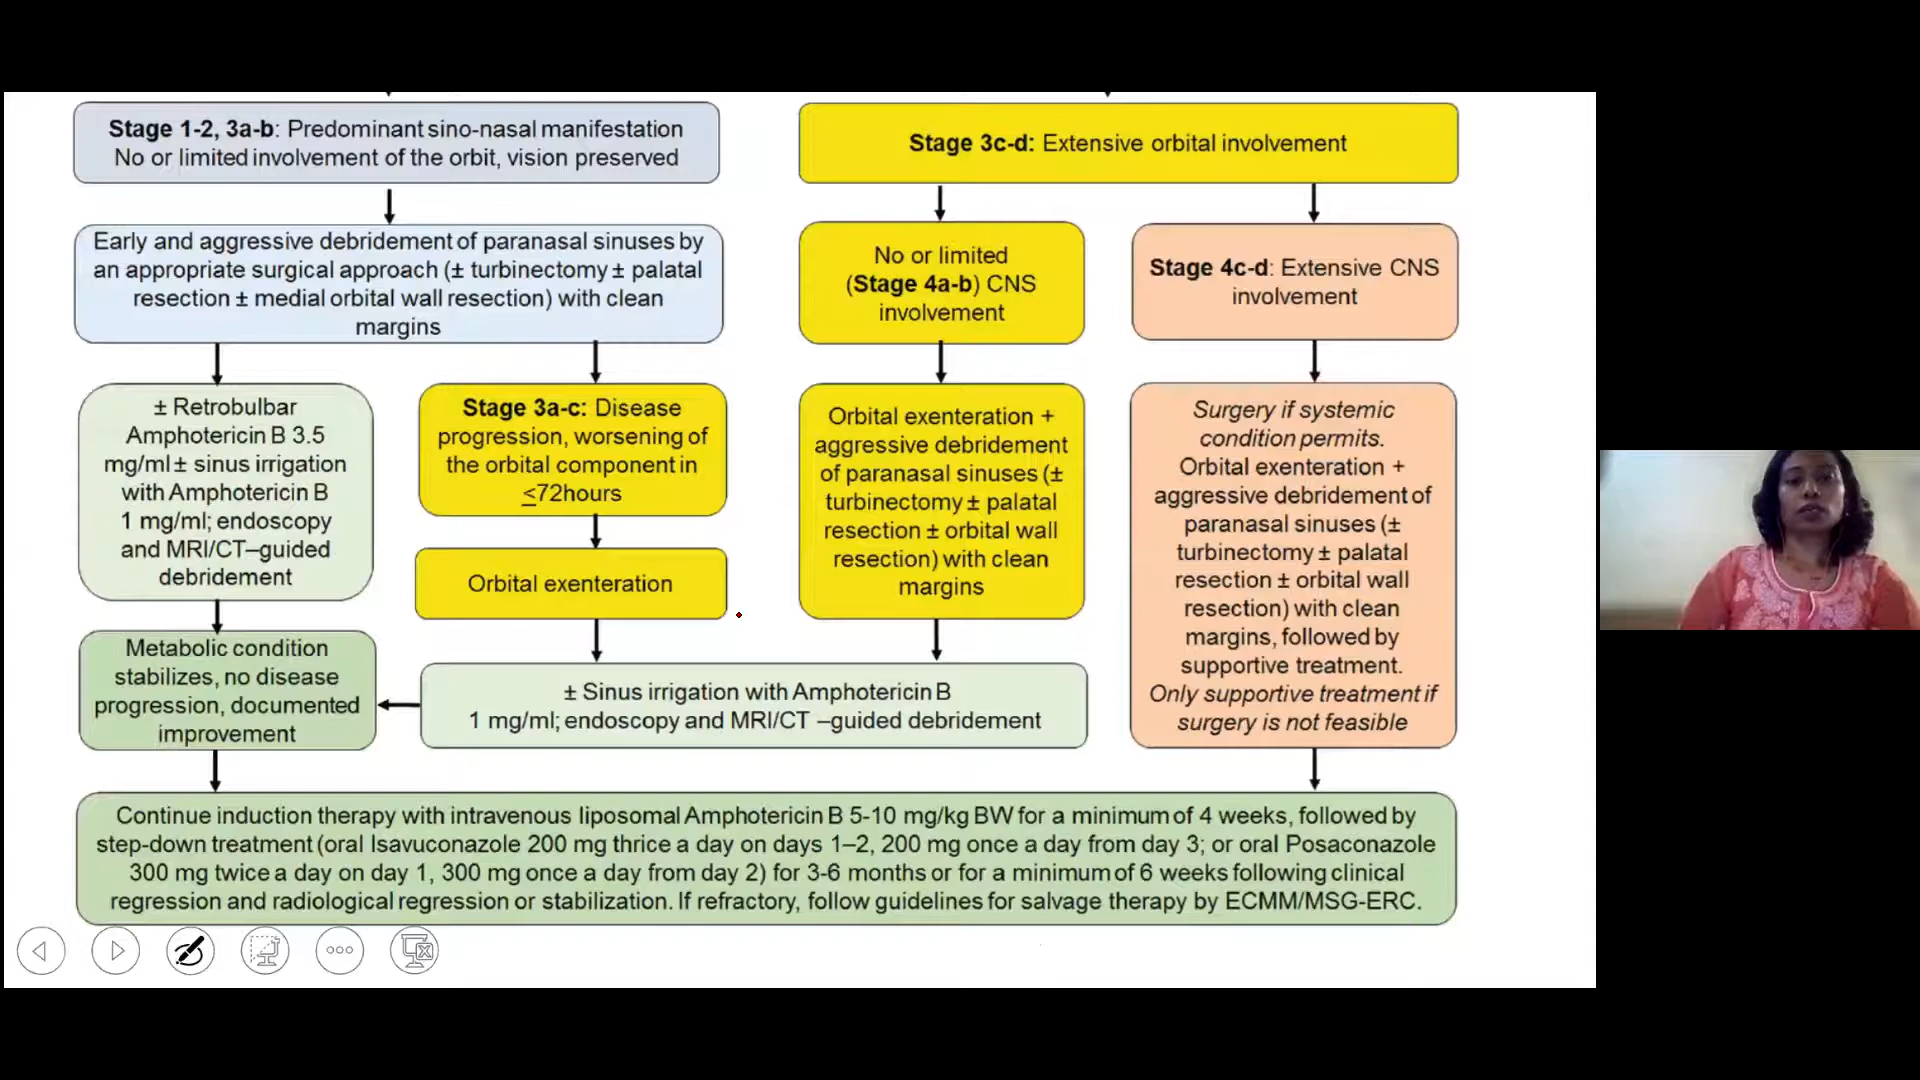 Stage 1-2, 3a-b: Predominant sino-nasal manifestation
No or limited involvement of the orbit, vision preserved
Stage 3c-d: Extensive orbital involvement
Early and aggressive debridement of paranasal sinuses by
an appropriate surgical approach (± turbinectomy ± palatal
resection ± medial orbital wall resection) with clean
margins
No or limited
(Stage 4a-b) CNS
involvement
Stage 4c-d: Extensive CNS
involvement
± Retrobulbar
Amphotericin B 3.5
mg/ml ± sinus irrigation
with Amphotericin B
1 mg/ml; endoscopy
and MRI/CT–guided
debridement
Stage 3a-c: Disease
progression, worsening of
the orbital component in
<72hours
Orbital exenteration
Orbital exenteration +
aggressive debridement
of paranasal sinuses (±
turbinectomy ± palatal
resection ± orbital wall
resection) with clean
margins
Surgery if systemic
condition permits.
Orbital exenteration +
aggressive debridement of
paranasal sinuses (±
turbinectomy ± palatal
resection ± orbital wall
resection) with clean
margins, followed by
supportive treatment.
Only supportive treatment if
surgery is not feasible
Metabolic condition
stabilizes, no disease
progression, documented
improvement
± Sinus irrigation with Amphotericin B
1 mg/ml; endoscopy and MRI/CT –guided debridement
Continue induction therapy with intravenous liposomal Amphotericin B 5-10 mg/kg BW for a minimum of 4 weeks, followed by
step-down treatment (oral Isavuconazole 200 mg thrice a day on days 1–2, 200 mg once a day from day 3; or oral Posaconazole
300 mg twice a day on day 1, 300 mg once a day from day 2) for 3-6 months or for a minimum of 6 weeks following clinical
regression and radiological regression or stabilization. If refractory, follow guidelines for salvage therapy by ECMM/MSG-ERC.